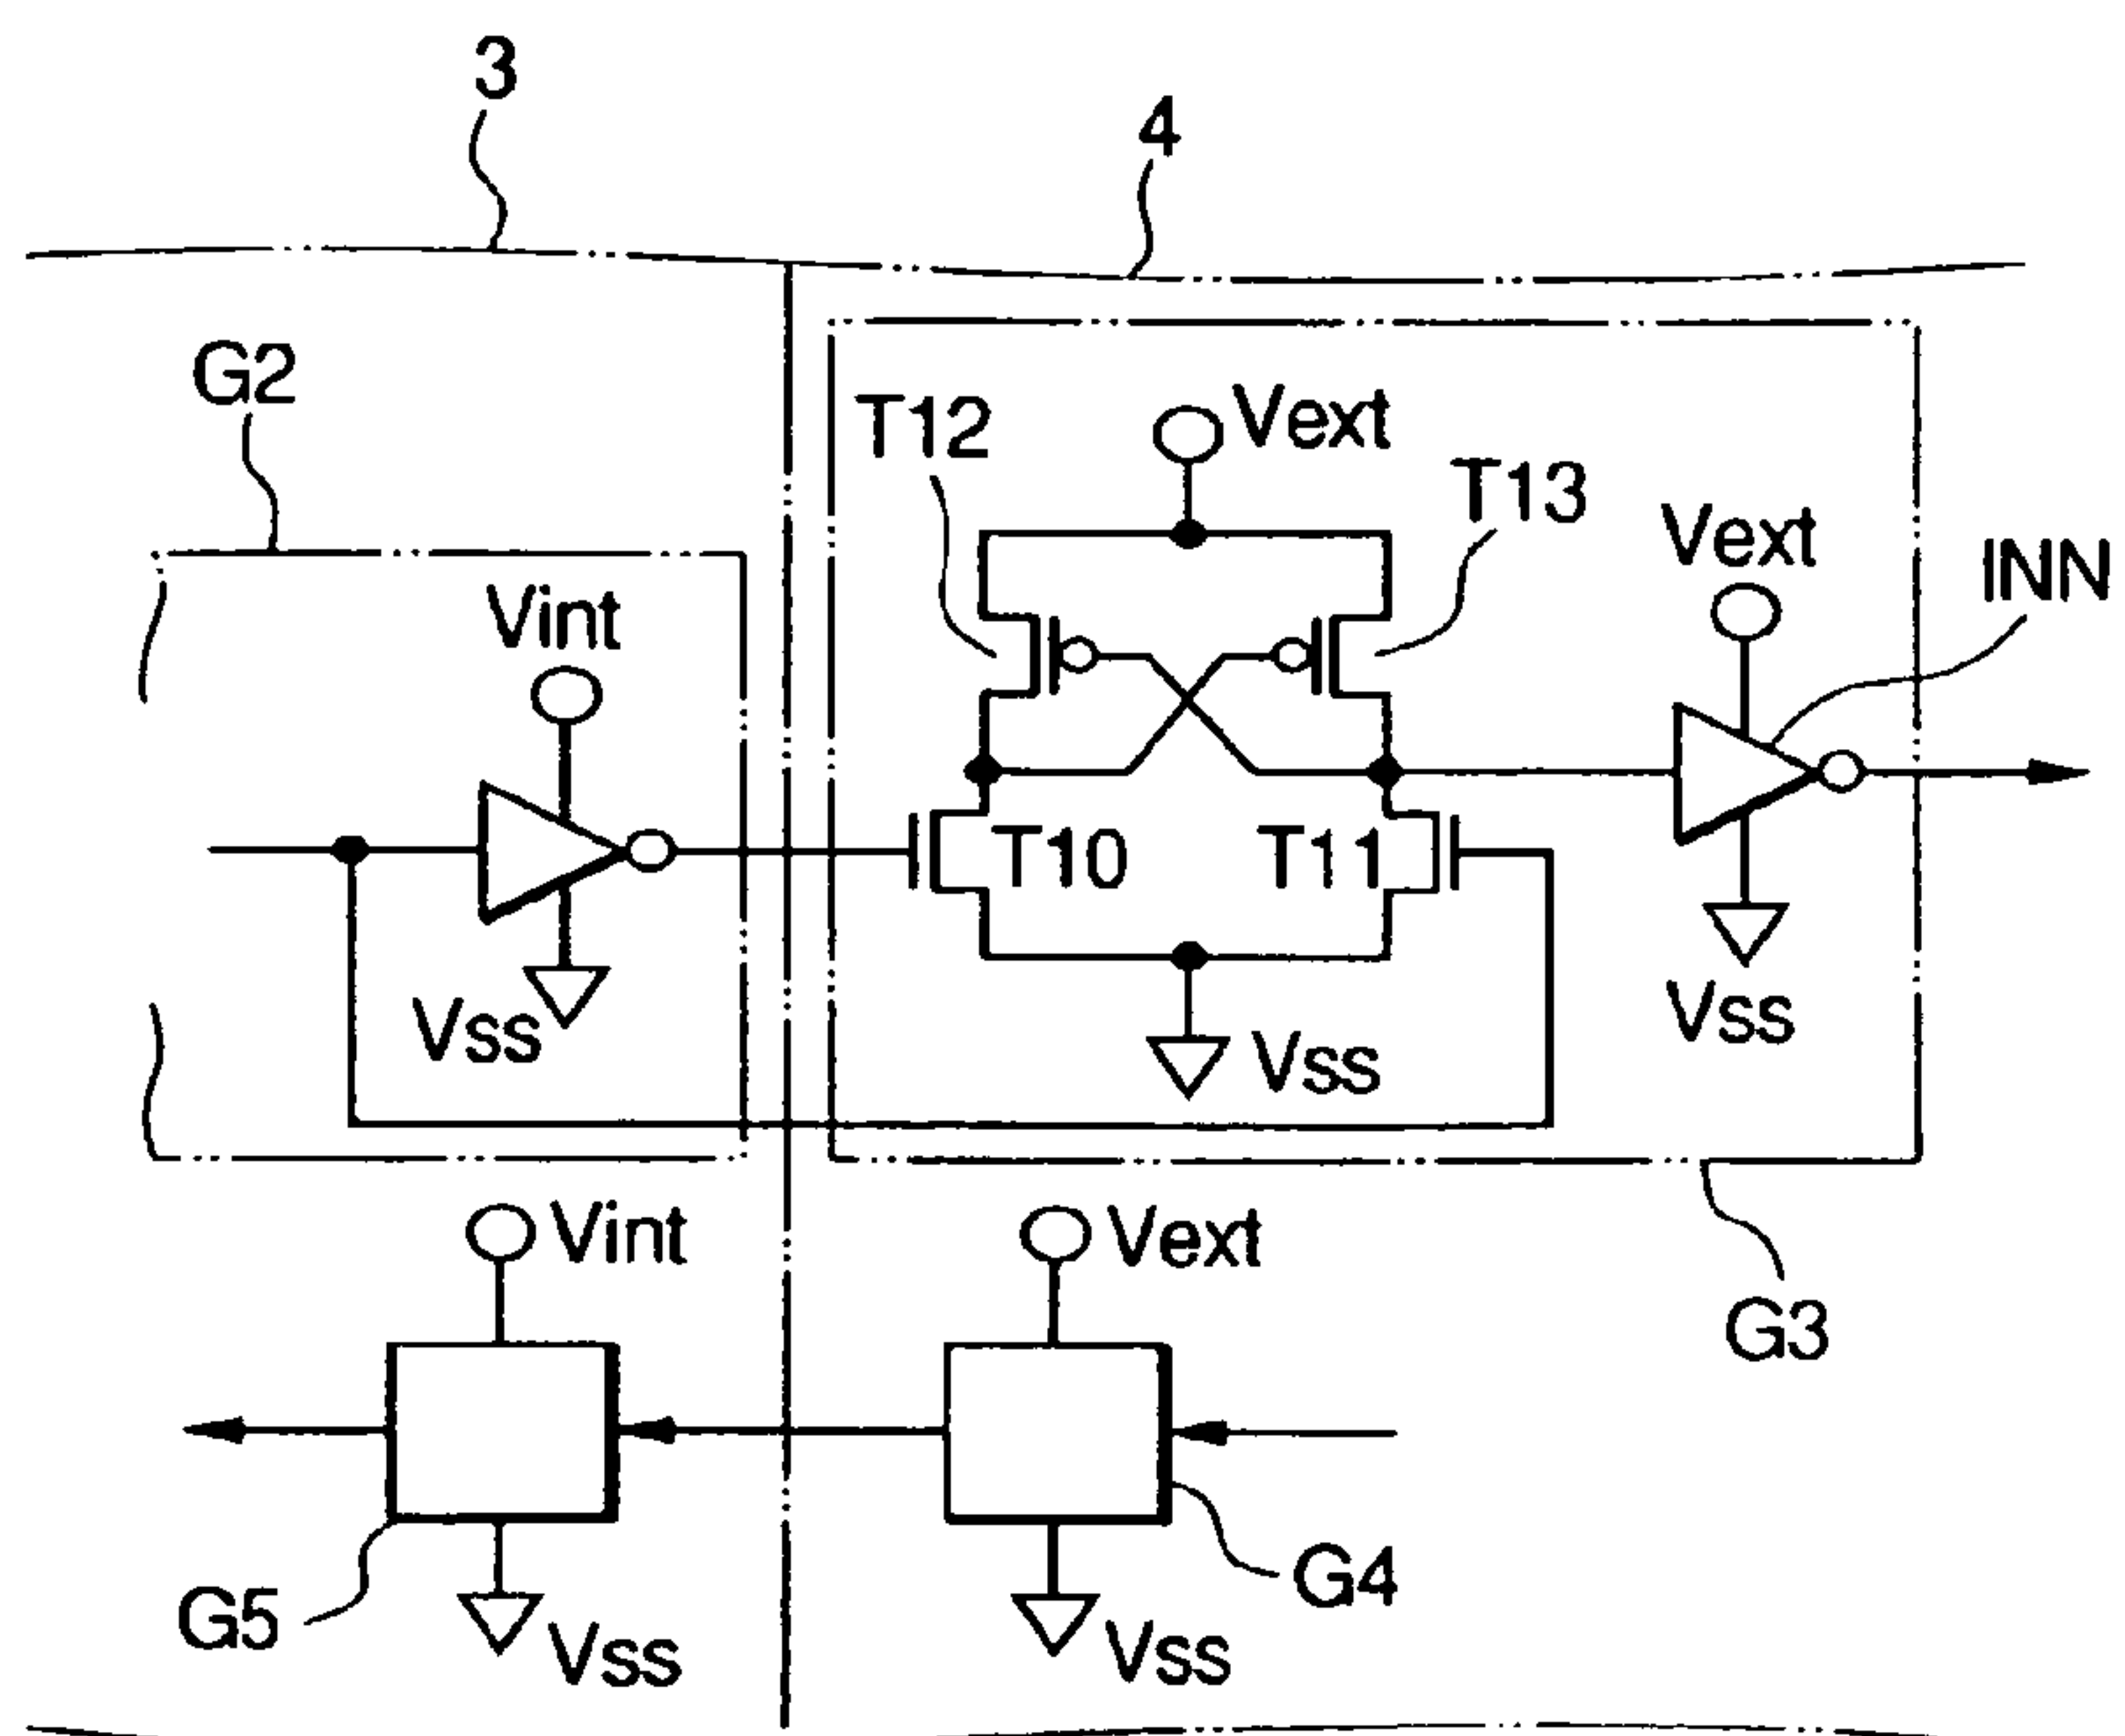 3
4
G2
T12
Vext
T13
Vext
INN
Vint
T10
T11
Vss
Vss
Vss
Vint
Vext
G3
G5
Vss
Vss
G4